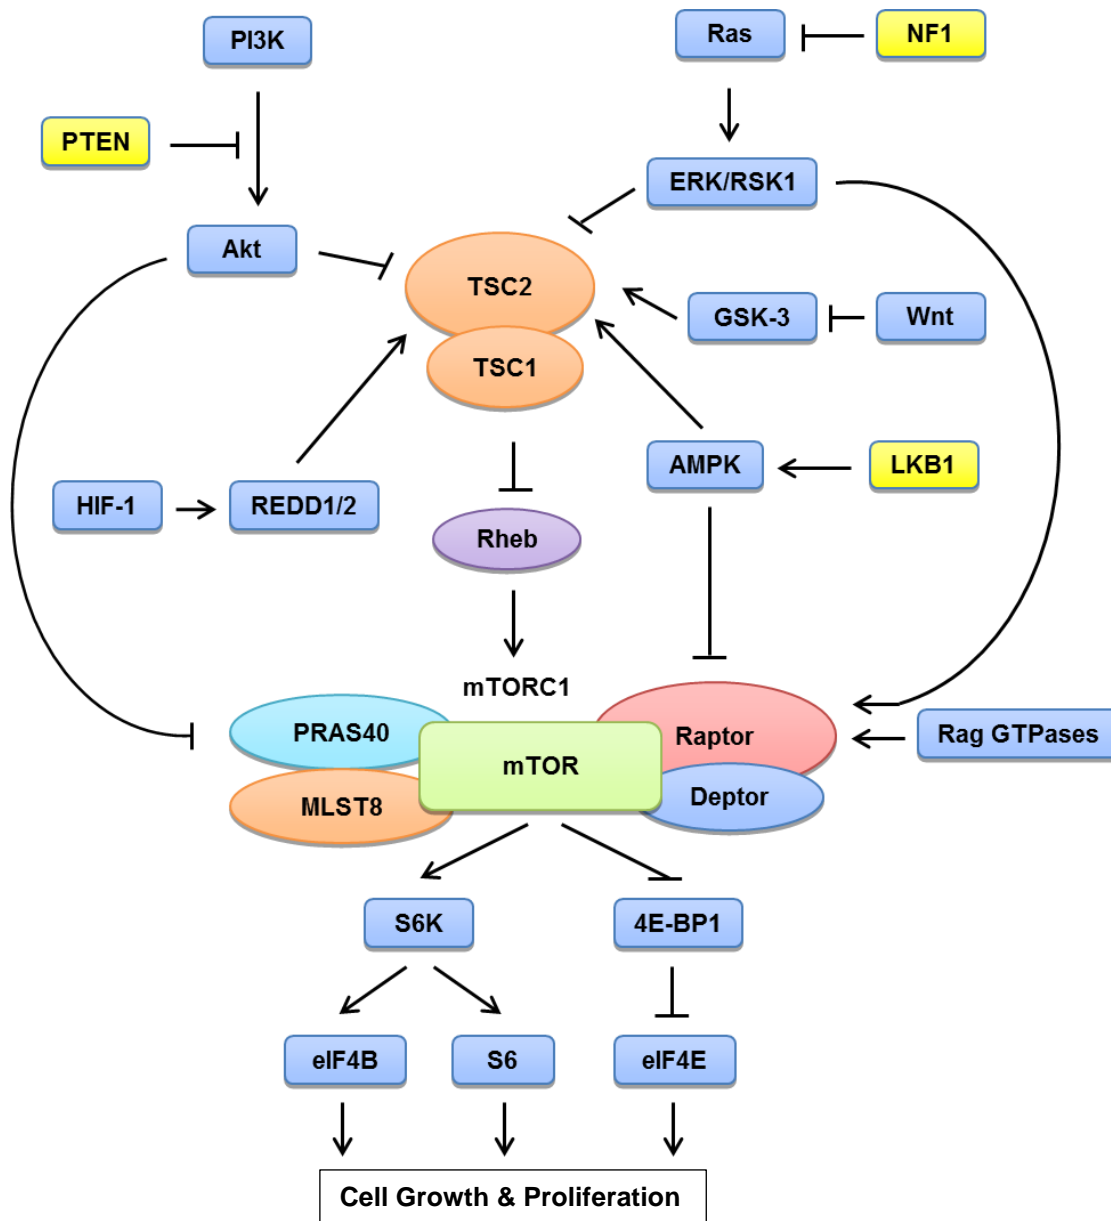 PI3K
Ras
NF1
PTEN
ERK/RSK1
Akt
TSC2
GSK-3
Wnt
TSC1
AMPK
LKB1
HIF-1
REDD1/2
Rheb
mTORC1
PRAS40
Raptor
Rag GTPases
mTOR
MLST8
Deptor
S6K
4E-BP1
eIF4B
S6
eIF4E
Cell Growth & Proliferation